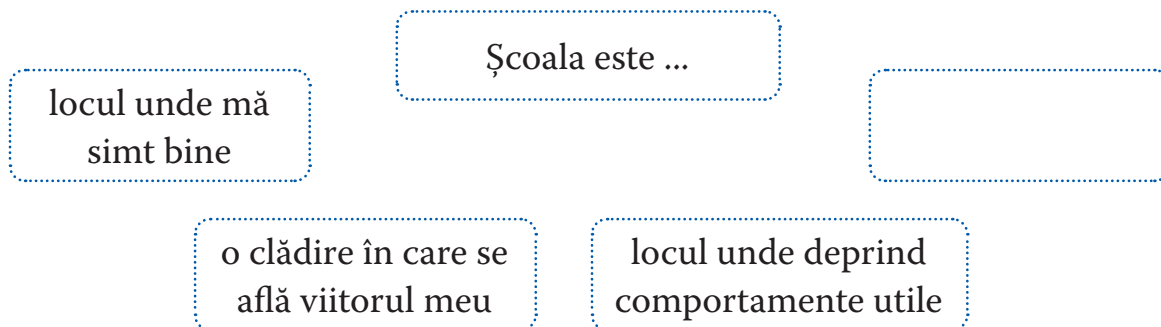 Școala este ...
locul unde mă
simt bine
o clădire în care se
află viitorul meu
locul unde deprind
comportamente utile